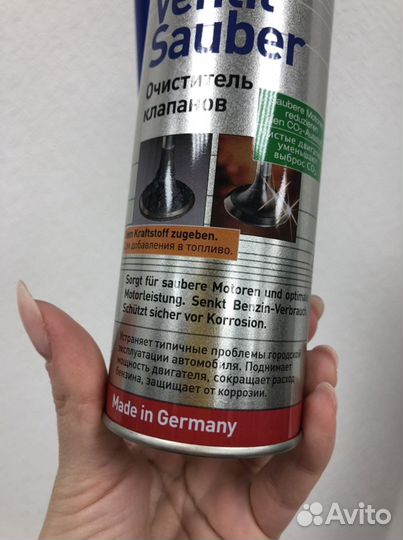 Ventil
Sauber
Очиститель
клапанов
Saubere Motoren
reduzieren
den CO₂-Aus
Чистые двигат
уменьшают
выброс CO₂
Dem Kraftstoff zugeben.
Для добавления в топливо.
Sorgt für saubere Motoren und optimale
Motorleistung. Senkt Benzin-Verbrauch.
Schützt sicher vor Korrosion.
Устраняет типичные проблемы городской
эксплуатации автомобиля. Поднимает
мощность двигателя, сокращает расход
бензина, защищает от коррозии.
Made in Germany
Avito